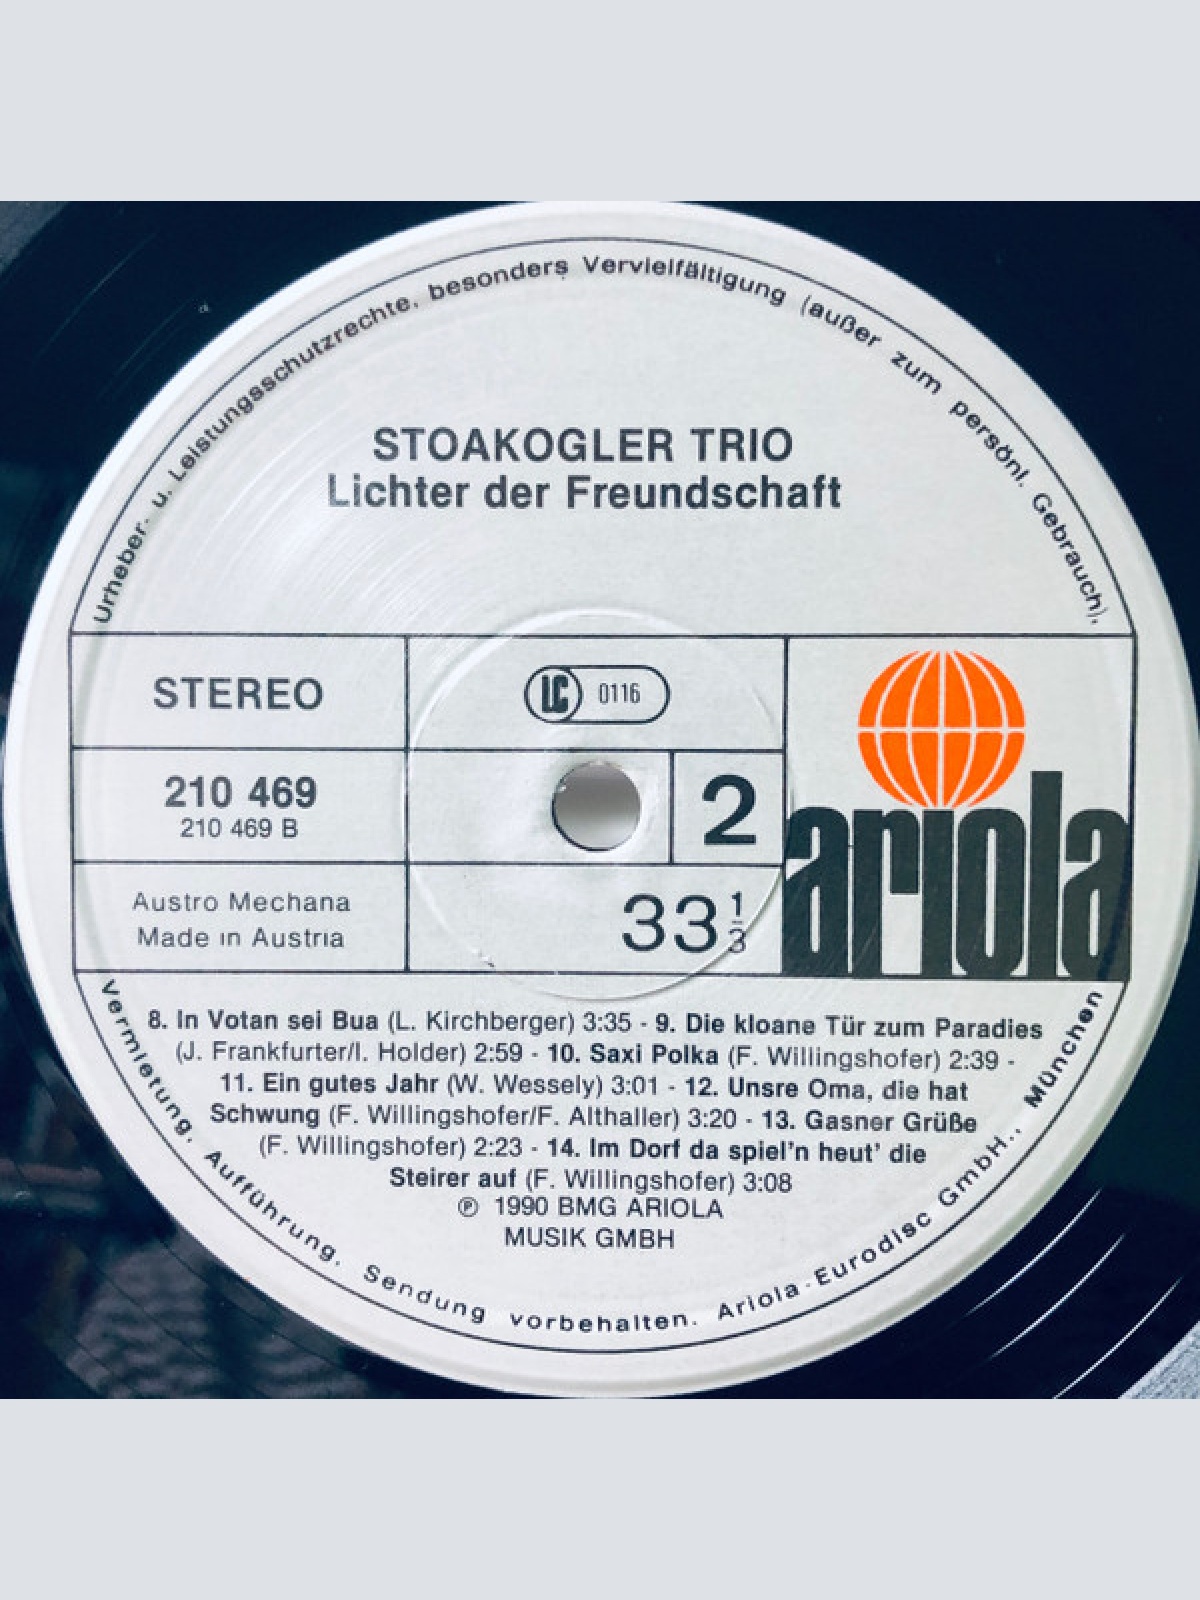 Urheber- u. Leistungsschutzrechte, besonders Vervielfältigung (außer zum persönl. Gebrauch),
STOAKOGLER TRIO
Lichter der Freundschaft
STEREO
LC 0116
210 469
210 469 B
2
Austro Mechana
Made in Austria
33 1/3
ariola
8. In Votan sei Bua (L. Kirchberger) 3:35 - 9. Die kloane Tür zum Paradies
(J. Frankfurter/I. Holder) 2:59 - 10. Saxi Polka (F. Willingshofer) 2:39 -
11. Ein gutes Jahr (W. Wessely) 3:01 - 12. Unsre Oma, die hat
Schwung (F. Willingshofer/F. Althaller) 3:20 - 13. Gasner Grüße
(F. Willingshofer) 2:23 - 14. Im Dorf da spiel'n heut' die
Steirer auf (F. Willingshofer) 3:08
℗ 1990 BMG ARIOLA
MUSIK GMBH
Vermietung, Aufführung, Sendung vorbehalten. Ariola-Eurodisc GmbH., München